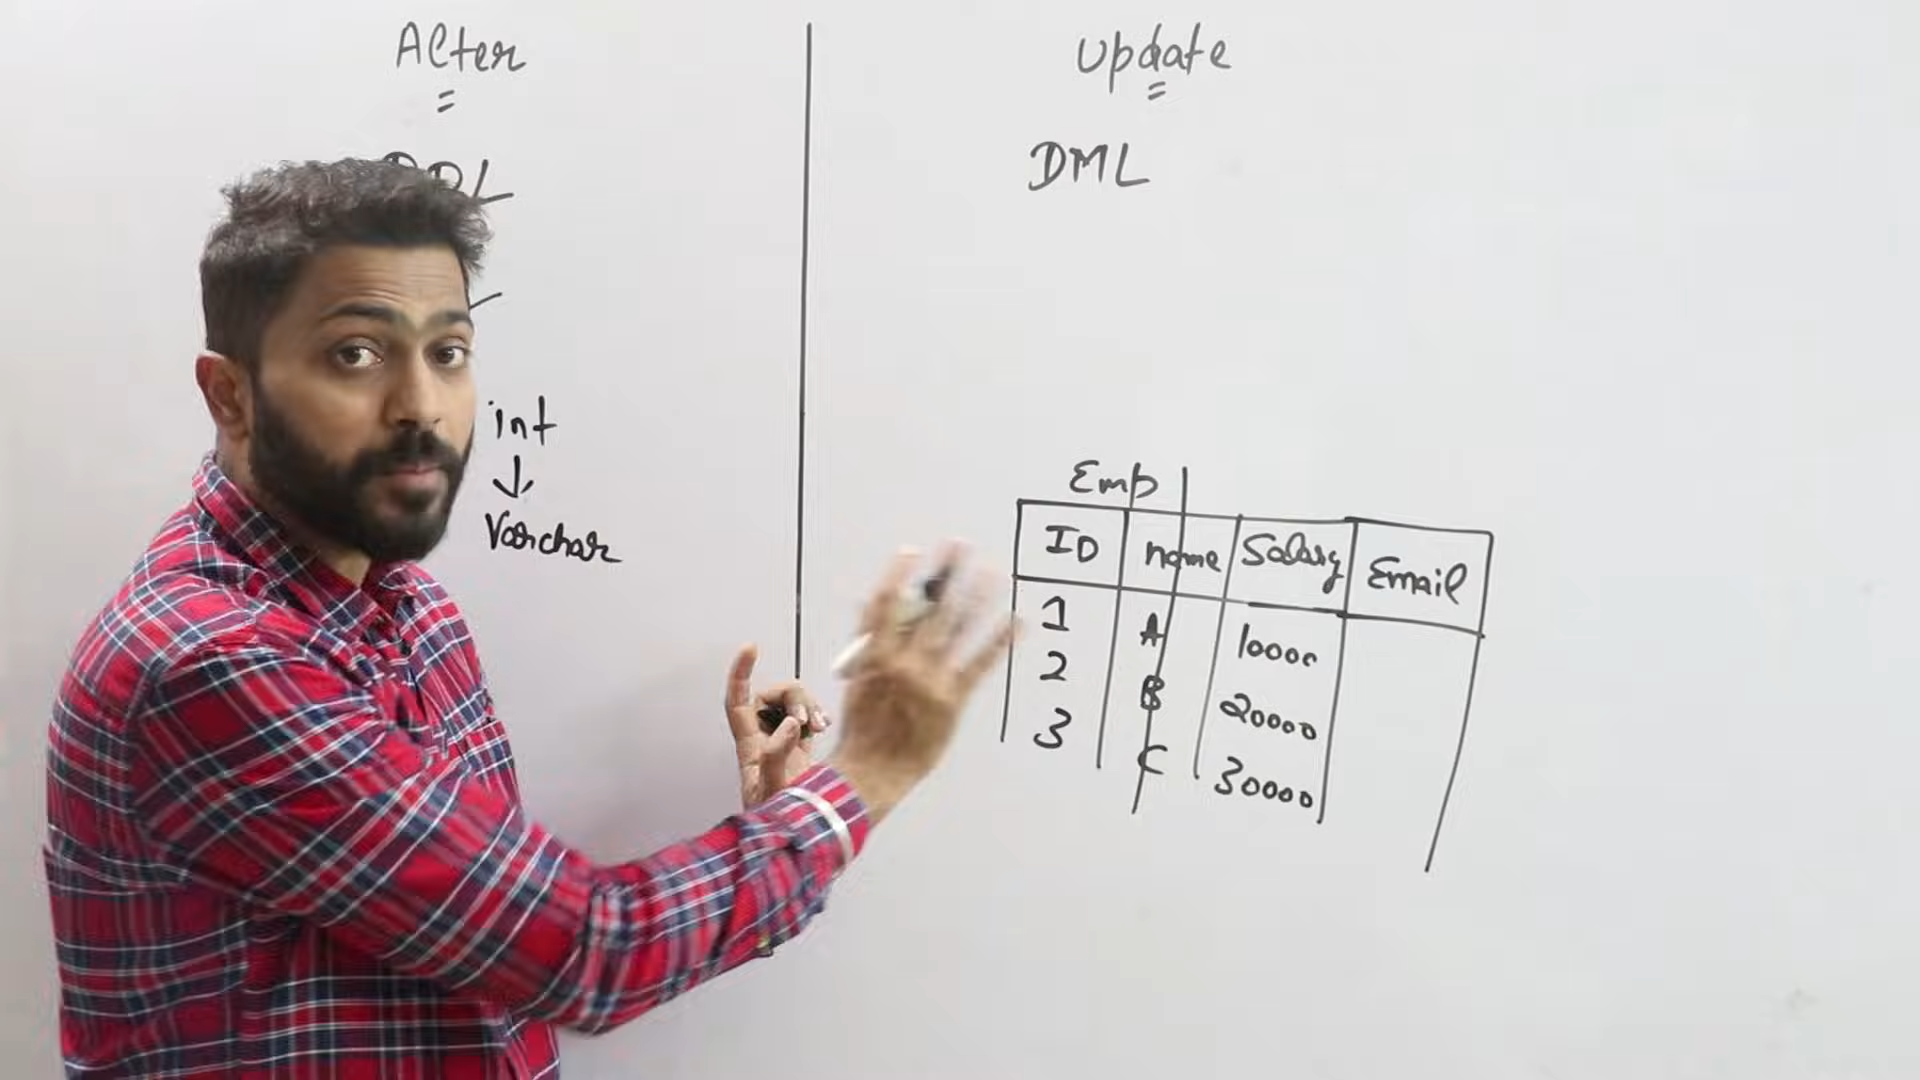 Alter
Update
DML
int
Varchar
Emp
ID name Salary Email
1 A 10000
2 B 20000
3 C 30000